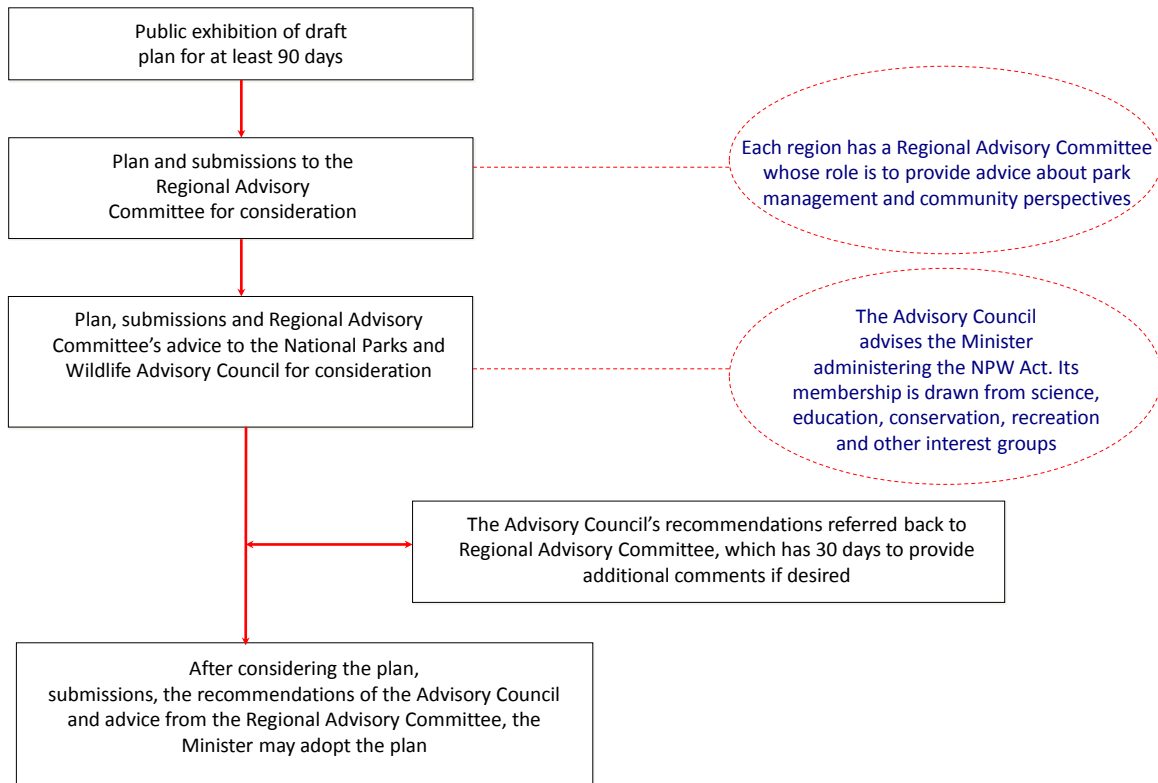 Public exhibition of draft
plan for at least 90 days
Plan and submissions to the
Regional Advisory
Committee for consideration
Each region has a Regional Advisory Committee
whose role is to provide advice about park
management and community perspectives
Plan, submissions and Regional Advisory
Committee's advice to the National Parks and
Wildlife Advisory Council for consideration
The Advisory Council
advises the Minister
administering the NPW Act. Its
membership is drawn from science,
education, conservation, recreation
and other interest groups
The Advisory Council's recommendations referred back to
Regional Advisory Committee, which has 30 days to provide
additional comments if desired
After considering the plan,
submissions, the recommendations of the Advisory Council
and advice from the Regional Advisory Committee, the
Minister may adopt the plan